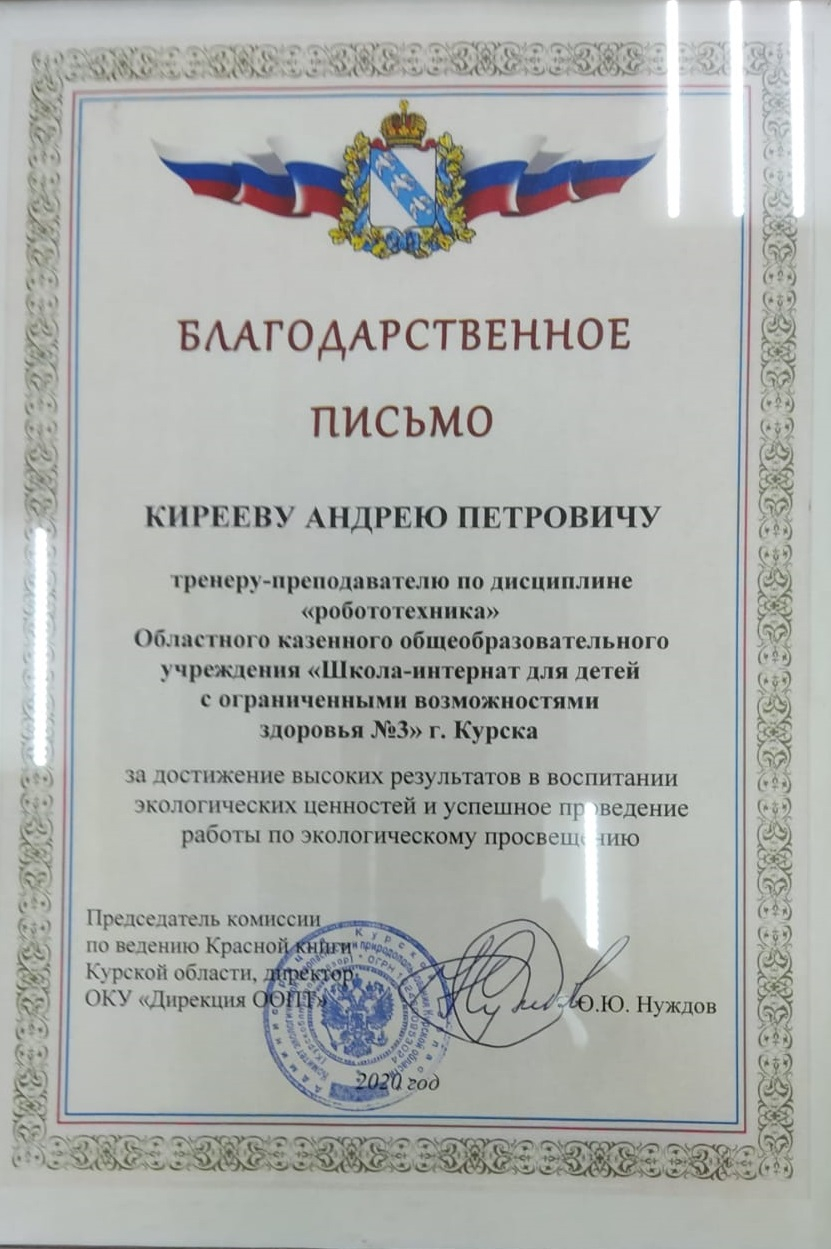 БЛАГОДАРСТВЕННОЕ
ПИСЬМО
КИРЕЕВУ АНДРЕЮ ПЕТРОВИЧУ
тренеру-преподавателю по дисциплине
«робототехника»
Областного казенного общеобразовательного
учреждения «Школа-интернат для детей
с ограниченными возможностями
здоровья №3» г. Курска
за достижение высоких результатов в воспитании
экологических ценностей и успешное проведение
работы по экологическому просвещению
Председатель комиссии
по ведению Красной книги
Курской области, директор
ОКУ «Дирекция ООПТ»
О.Ю. Нуждов
2020 год